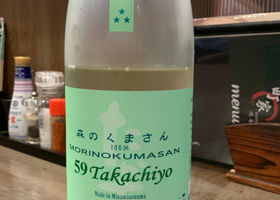 森のくまさん
100%
MORINOKUMASAN
59 Takachiyo
Made in Minamiuonuma
menu